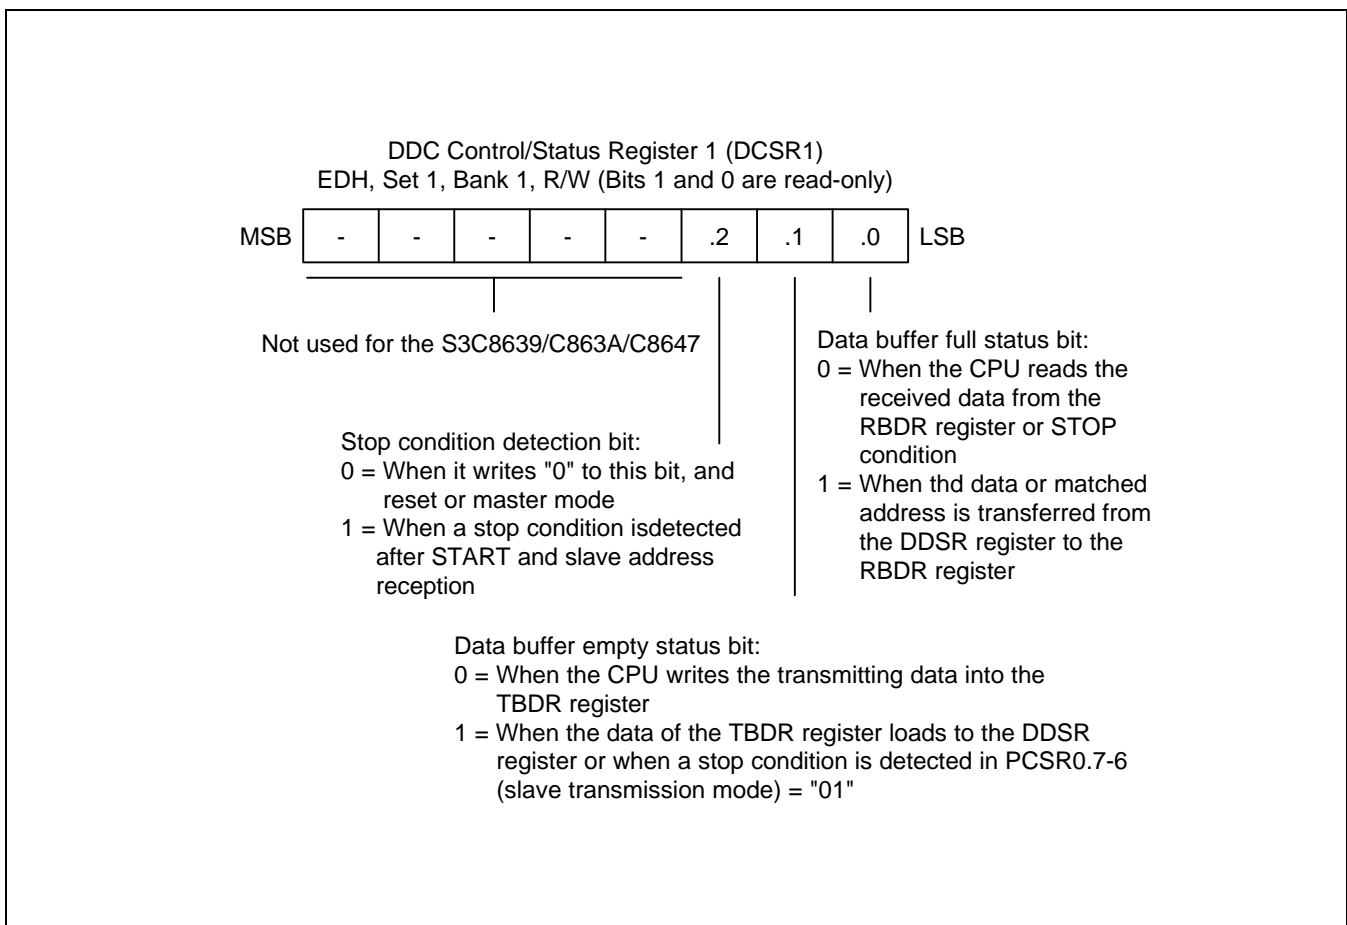 DDC Control/Status Register 1 (DCSR1)
EDH, Set 1, Bank 1, R/W (Bits 1 and 0 are read-only)
MSB - - - - - .2 .1 .0 LSB
Not used for the S3C8639/C863A/C8647
Stop condition detection bit:
0 = When it writes "0" to this bit, and
reset or master mode
1 = When a stop condition isdetected
after START and slave address
reception
Data buffer full status bit:
0 = When the CPU reads the
received data from the
RBDR register or STOP
condition
1 = When thd data or matched
address is transferred from
the DDSR register to the
RBDR register
Data buffer empty status bit:
0 = When the CPU writes the transmitting data into the
TBDR register
1 = When the data of the TBDR register loads to the DDSR
register or when a stop condition is detected in PCSR0.7-6
(slave transmission mode) = "01"